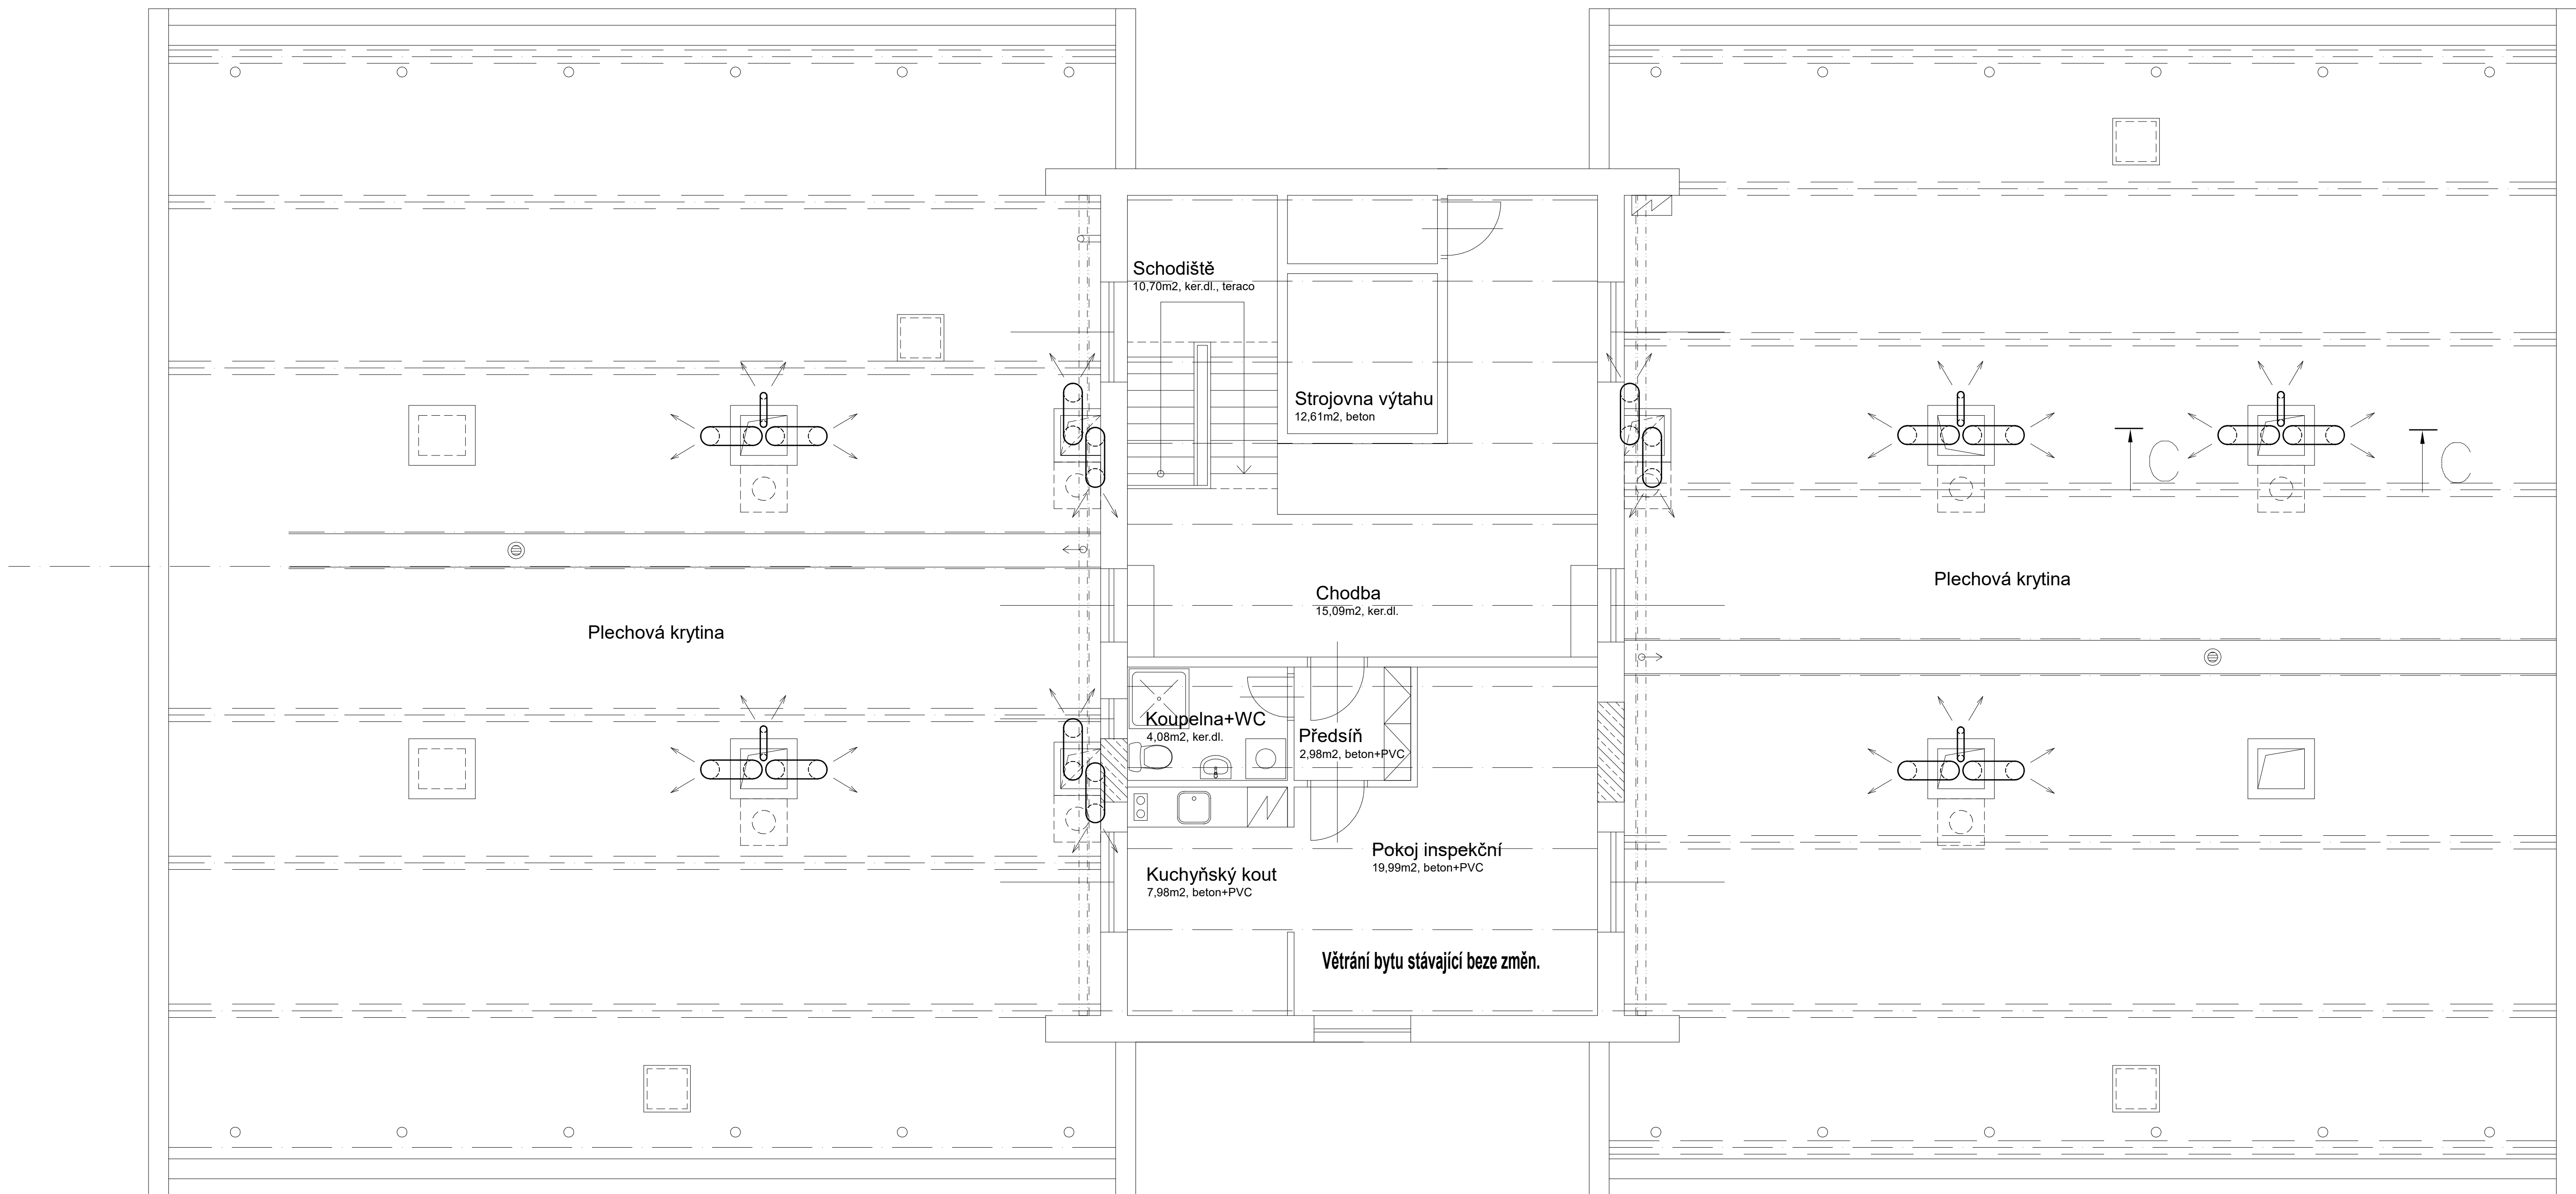 Schodiště
10,70m2, ker.dl., teraco
Strojovna výtahu
12,61m2, beton
C
C
Plechová krytina
Chodba
15,09m2, ker.dl.
Plechová krytina
Koupelna+WC
4,08m2, ker.dl.
Předsíň
2,98m2, beton+PVC
Pokoj inspekční
19,99m2, beton+PVC
Kuchyňský kout
7,98m2, beton+PVC
Větrání bytu stávající beze změn.